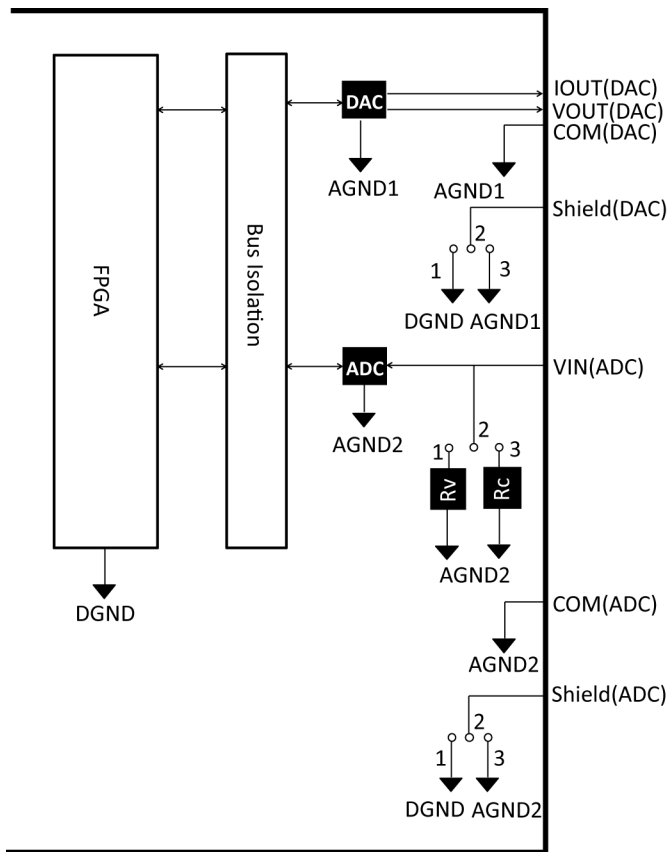 IOUT(DAC)
DAC
VOUT(DAC)
COM(DAC)
AGND1
AGND1
Shield(DAC)
2
1
3
DGND
AGND1
FPGA
Bus Isolation
ADC
VIN(ADC)
AGND2
2
1
3
Rv
Rc
AGND2
DGND
COM(ADC)
AGND2
Shield(ADC)
2
1
3
DGND
AGND2